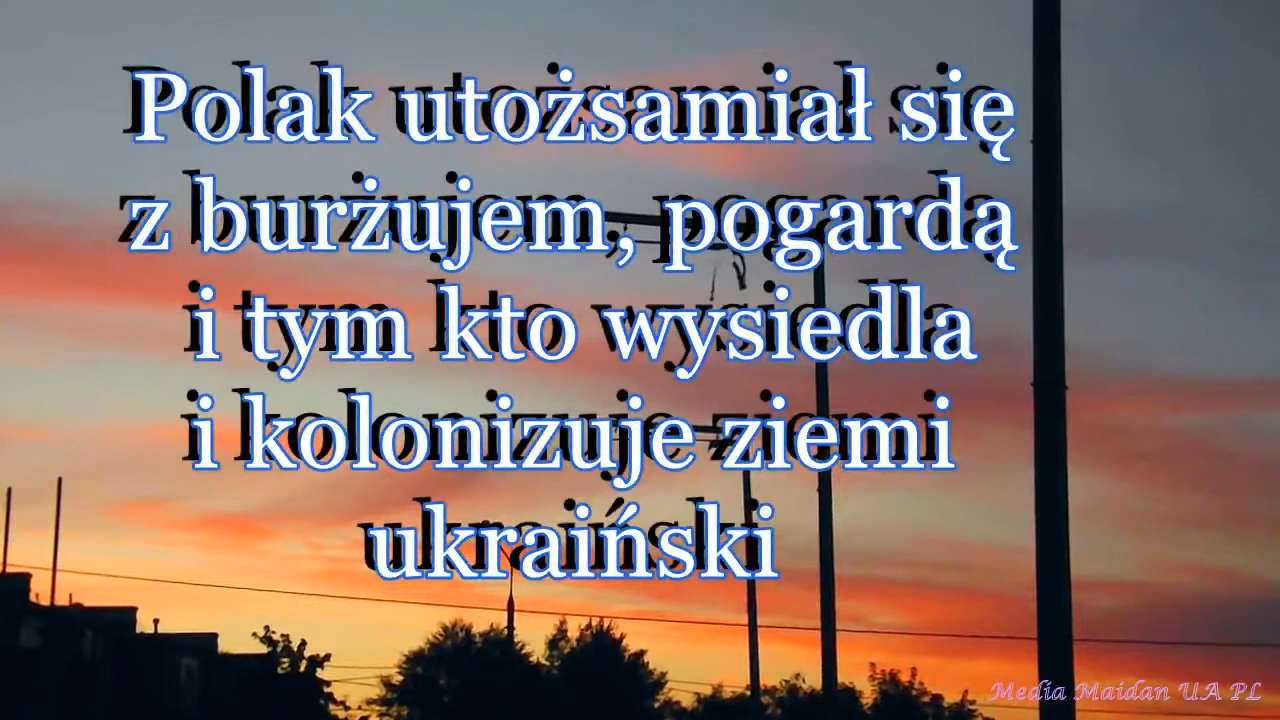 Polak utożsamiał się
z burżujem, pogardą
i tym kto wysiedla
i kolonizuje ziemi
ukraiński
Media Maidan UA PL